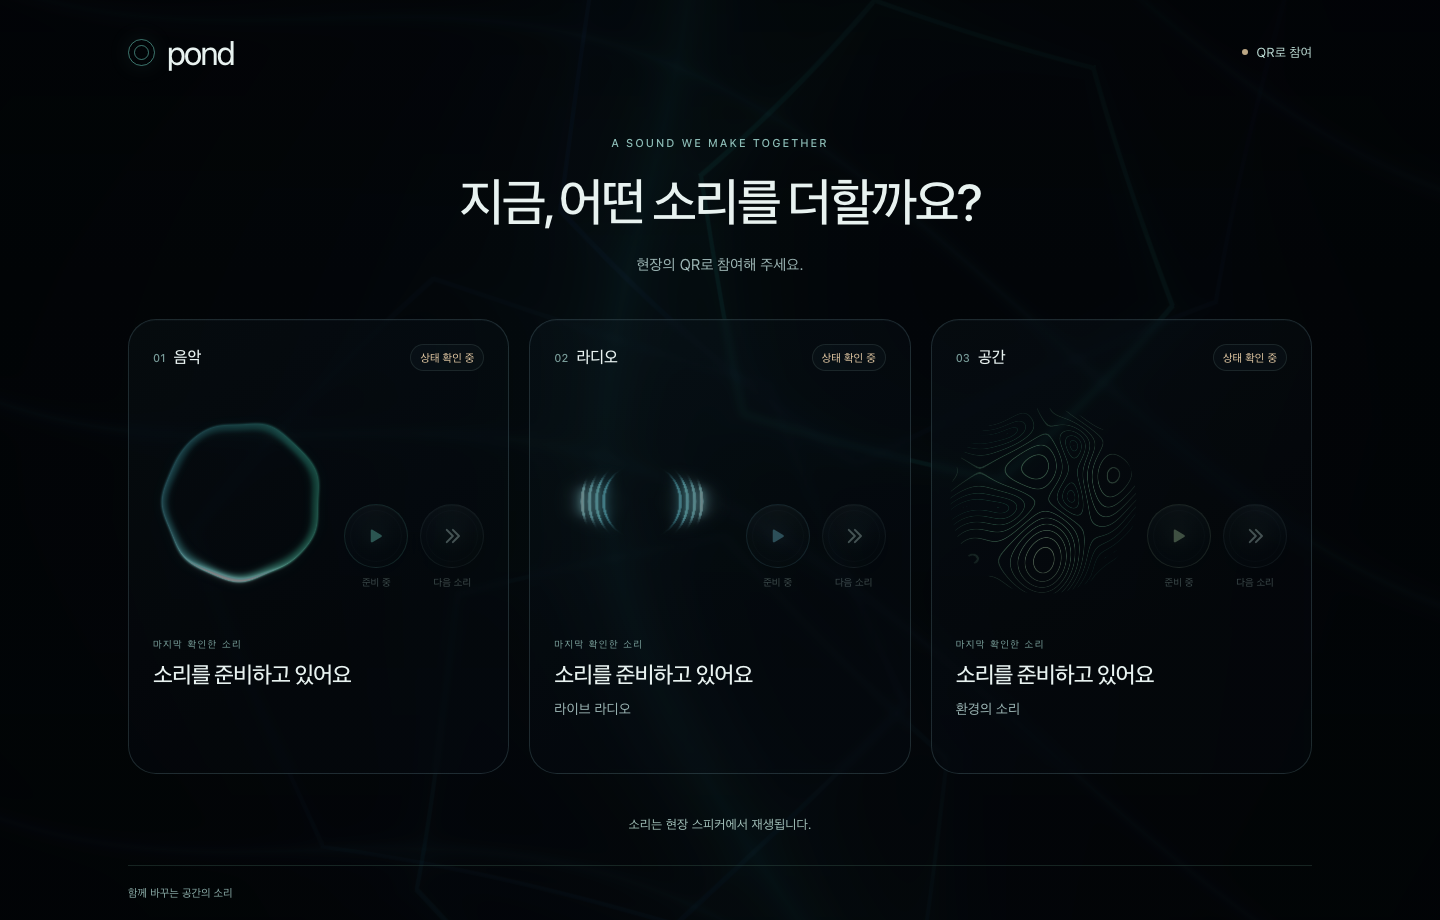 pond
QR로 참여
A SOUND WE MAKE TOGETHER
지금, 어떤 소리를 더할까요?
현장의 QR로 참여해 주세요.
01 음악
상태 확인 중
준비 중
다음 소리
마지막 확인한 소리
소리를 준비하고 있어요
02 라디오
상태 확인 중
준비 중
다음 소리
마지막 확인한 소리
소리를 준비하고 있어요
라이브 라디오
03 공간
상태 확인 중
준비 중
다음 소리
마지막 확인한 소리
소리를 준비하고 있어요
환경의 소리
소리는 현장 스피커에서 재생됩니다.
함께 바꾸는 공간의 소리